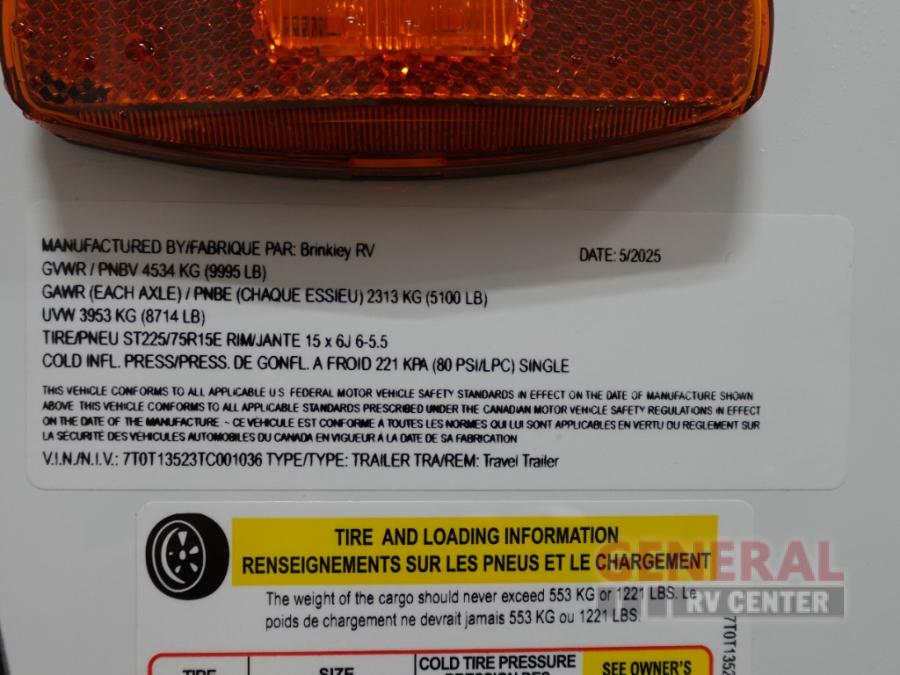 MANUFACTURED BY/FABRIQUE PAR: Brinkley RV
DATE: 5/2025
GVWR / PNBV 4534 KG (9995 LB)
GAWR (EACH AXLE) / PNBE (CHAQUE ESSIEU) 2313 KG (5100 LB)
UVW 3953 KG (8714 LB)
TIRE/PNEU ST225/75R15E RIM/JANTE 15 x 6J 6-5.5
COLD INFL. PRESS/PRESS. DE GONFL. A FROID 221 KPA (80 PSI/LPC) SINGLE
THIS VEHICLE CONFORMS TO ALL APPLICABLE U.S. FEDERAL MOTOR VEHICLE SAFETY STANDARDS IN EFFECT ON THE DATE OF MANUFACTURE SHOWN
ABOVE THIS VEHICLE CONFORMS TO ALL APPLICABLE STANDARDS PRESCRIBED UNDER THE CANADIAN MOTOR VEHICLE SAFETY REGULATIONS IN EFFECT
ON THE DATE OF THE MANUFACTURE - CE VEHICULE EST CONFORME À TOUTES LES NORMES QUI LUI SONT APPLICABLES EN VERTU DU REGLEMENT SUR
LA SÉCURITÉ DES VEHICULES AUTOMOBILES DU CANADA EN VIGUEUR À LA DATE DE SA FABRICATION
V.I.N./N.I.V.: 7T0T13523TC001036 TYPE/TYPE: TRAILER TRA/REM: Travel Trailer
TIRE AND LOADING INFORMATION
RENSEIGNEMENTS SUR LES PNEUS ET LE CHARGEMENT
The weight of the cargo should never exceed 553 KG or 1221 LBS. Le
poids de chargement ne devrait jamais 553 KG ou 1221 LBS.
GENERAL
RV CENTER
7T0T1352
TIRE SIZE COLD TIRE PRESSURE SEE OWNER'S
PRESSION DES